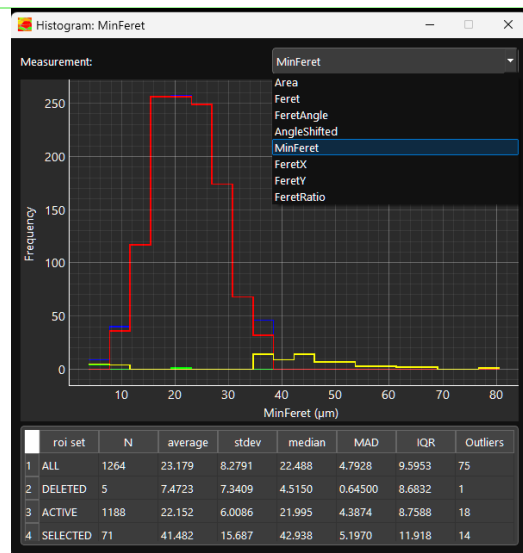 Histogram: MinFeret
Measurement: MinFeret
Area
Feret
FeretAngle
AngleShifted
MinFeret
FeretX
FeretY
FeretRatio
250
200
150
100
50
0
Frequency
10 20 30 40 50 60 70 80
MinFeret (µm)
roi set N average stdev median MAD IQR Outliers
1 ALL 1264 23.179 8.2791 22.488 4.7928 9.5953 75
2 DELETED 5 7.4723 7.3409 4.5150 0.64500 8.6832 1
3 ACTIVE 1188 22.152 6.0086 21.995 4.3874 8.7588 18
4 SELECTED 71 41.482 15.687 42.938 5.1970 11.918 14